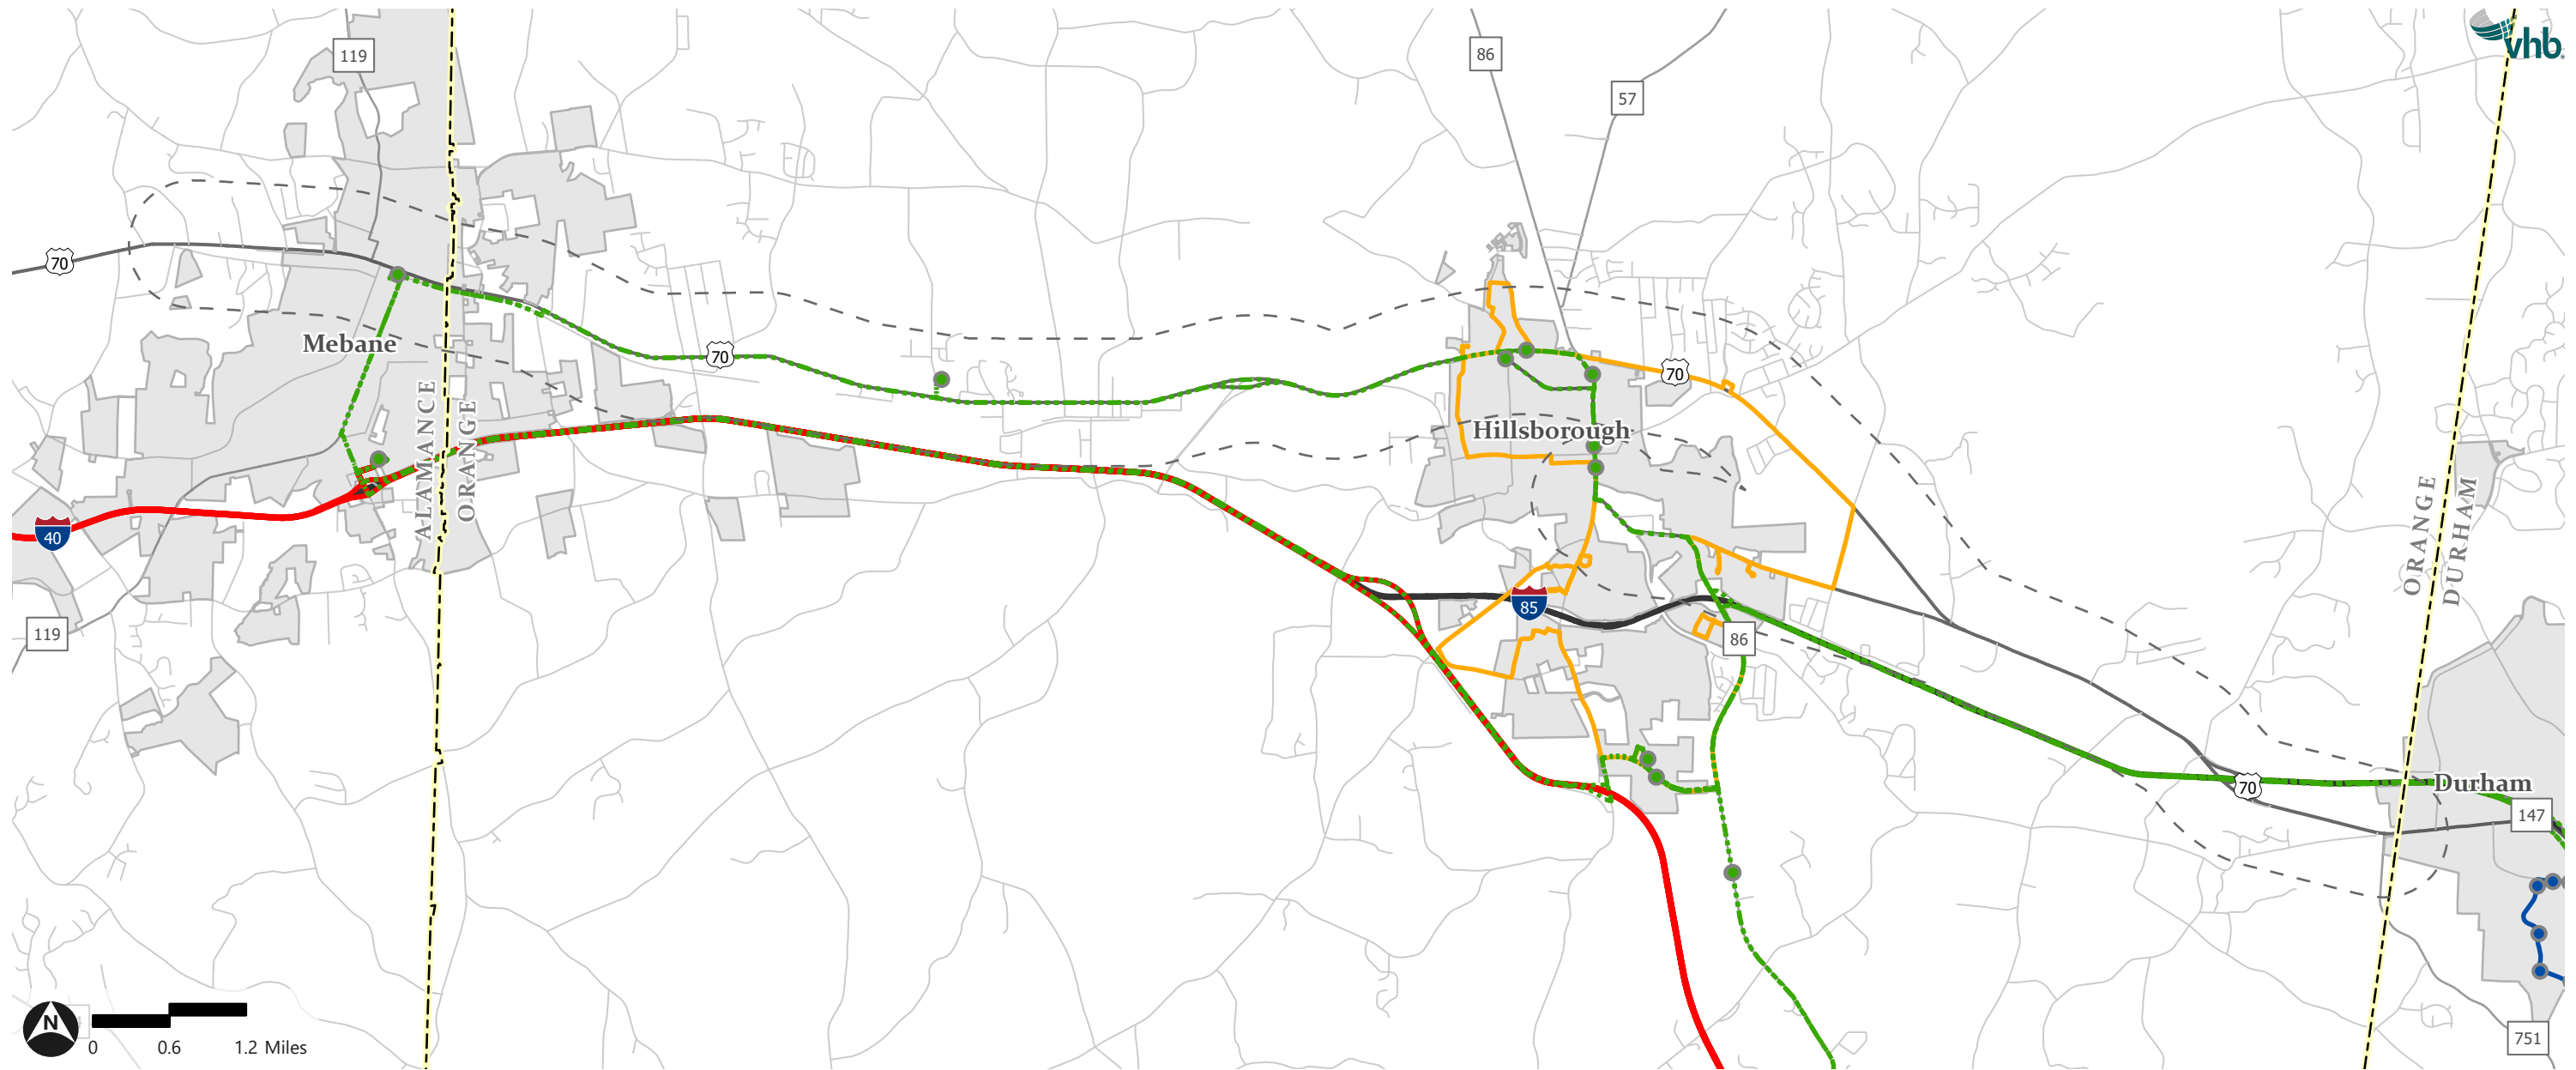 119
86
57
vhb
70
70
70
Mebane
ALAMANCE
ORANGE
Hillsborough
ORANGE
DURHAM
40
85
119
86
70
Durham
147
N
0 0.6 1.2 Miles
751